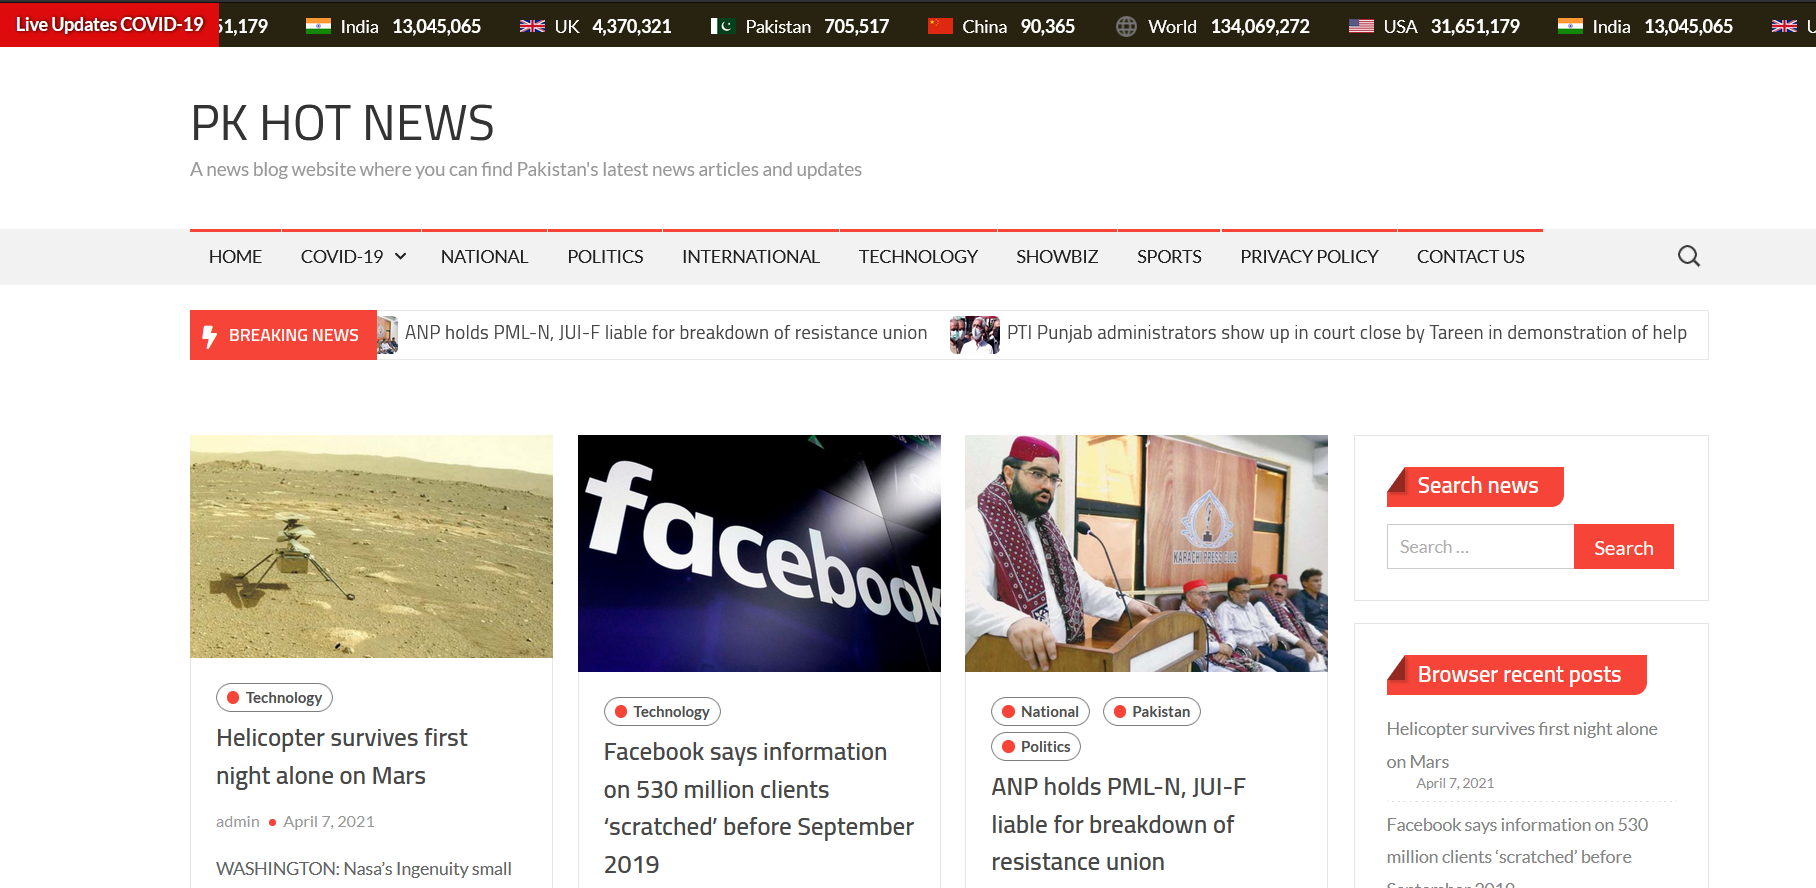 Live Updates COVID-19
51,179 India 13,045,065 UK 4,370,321 Pakistan 705,517 China 90,365 World 134,069,272 USA 31,651,179 India 13,045,065
PK HOT NEWS
A news blog website where you can find Pakistan's latest news articles and updates
HOME COVID-19 NATIONAL POLITICS INTERNATIONAL TECHNOLOGY SHOWBIZ SPORTS PRIVACY POLICY CONTACT US
BREAKING NEWS ANP holds PML-N, JUI-F liable for breakdown of resistance union PTI Punjab administrators show up in court close by Tareen in demonstration of help
Technology
Helicopter survives first
night alone on Mars
admin April 7, 2021
WASHINGTON: Nasa’s Ingenuity small
facebook
Technology
Facebook says information
on 530 million clients
‘scratched’ before September
2019
KARACHI PRESS CLUB
National Pakistan
Politics
ANP holds PML-N, JUI-F
liable for breakdown of
resistance union
Search news
Search ... Search
Browser recent posts
Helicopter survives first night alone
on Mars
April 7, 2021
Facebook says information on 530
million clients ‘scratched’ before
September 2019